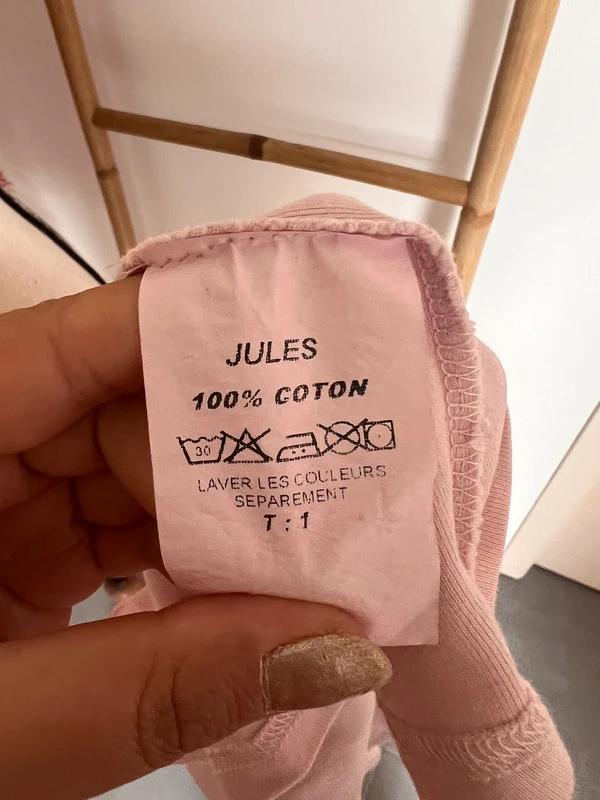 JULES
100% COTON
30
LAVER LES COULEURS
SEPAREMENT
T : 1